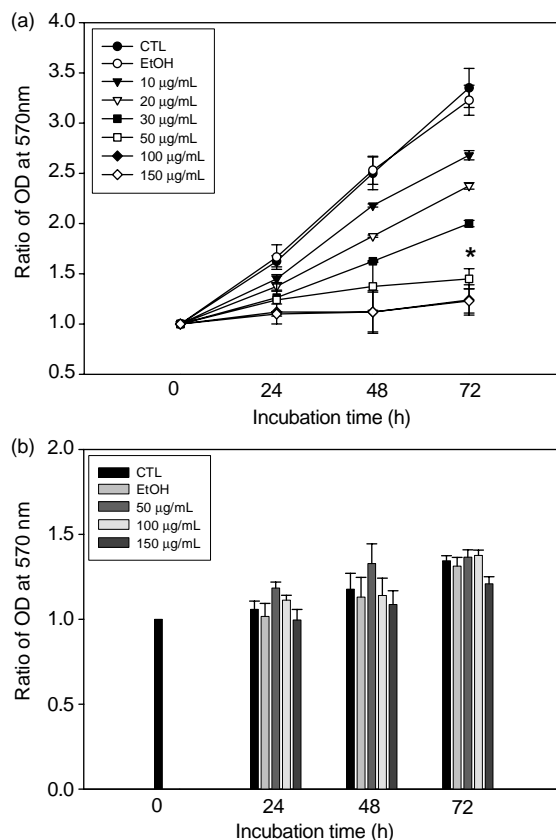 (a)
4.0
3.5
3.0
2.5
2.0
1.5
1.0
0.5
Ratio of OD at 570nm
CTL
EtOH
10 μg/mL
20 μg/mL
30 μg/mL
50 μg/mL
100 μg/mL
150 μg/mL
*
0 24 48 72
Incubation time (h)
(b)
2.0
1.5
1.0
0.5
0.0
Ratio of OD at 570 nm
CTL
EtOH
50 μg/mL
100 μg/mL
150 μg/mL
0 24 48 72
Incubation time (h)